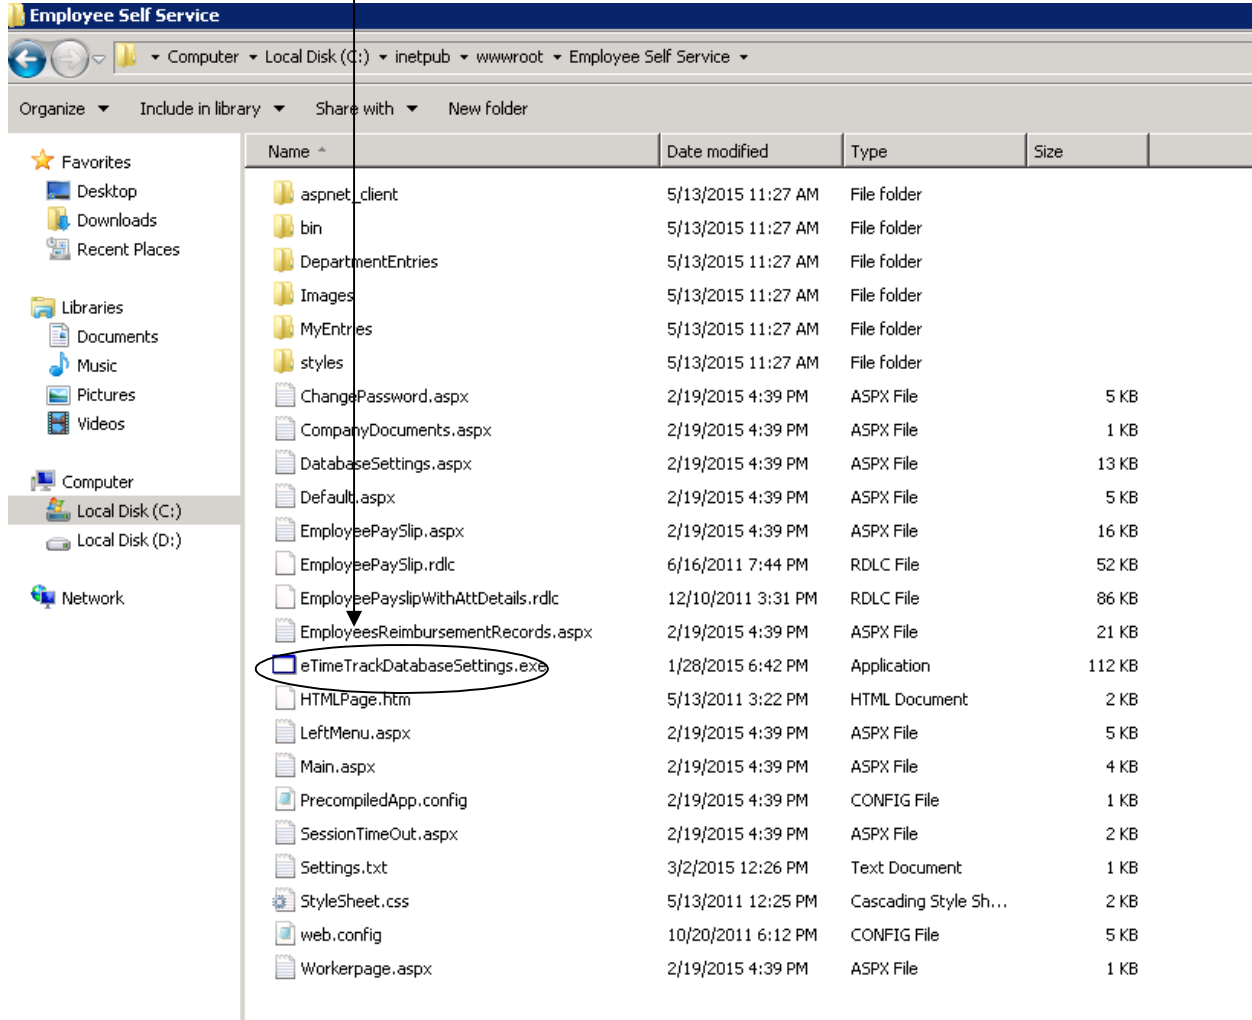 Employee Self Service
Computer Local Disk (C:) inetpub wwwroot Employee Self Service
Organize Include in library Share with New folder
Favorites
Desktop
Downloads
Recent Places
Libraries
Documents
Music
Pictures
Videos
Computer
Local Disk (C:)
Local Disk (D:)
Network
Name Date modified Type Size
aspnet_client 5/13/2015 11:27 AM File folder
bin 5/13/2015 11:27 AM File folder
DepartmentEntries 5/13/2015 11:27 AM File folder
Images 5/13/2015 11:27 AM File folder
MyEntries 5/13/2015 11:27 AM File folder
styles 5/13/2015 11:27 AM File folder
ChangePassword.aspx 2/19/2015 4:39 PM ASPX File 5 KB
CompanyDocuments.aspx 2/19/2015 4:39 PM ASPX File 1 KB
DatabaseSettings.aspx 2/19/2015 4:39 PM ASPX File 13 KB
Default.aspx 2/19/2015 4:39 PM ASPX File 5 KB
EmployeePaySlip.aspx 2/19/2015 4:39 PM ASPX File 16 KB
EmployeePaySlip.rdlc 6/16/2011 7:44 PM RDLC File 52 KB
EmployeePayslipWithAttDetails.rdlc 12/10/2011 3:31 PM RDLC File 86 KB
EmployeesReimbursementRecords.aspx 2/19/2015 4:39 PM ASPX File 21 KB
eTimeTrackDatabaseSettings.exe 1/28/2015 6:42 PM Application 112 KB
HTMLPage.htm 5/13/2011 3:22 PM HTML Document 2 KB
LeftMenu.aspx 2/19/2015 4:39 PM ASPX File 5 KB
Main.aspx 2/19/2015 4:39 PM ASPX File 4 KB
PrecompiledApp.config 2/19/2015 4:39 PM CONFIG File 1 KB
SessionTimeOut.aspx 2/19/2015 4:39 PM ASPX File 2 KB
Settings.txt 3/2/2015 12:26 PM Text Document 1 KB
StyleSheet.css 5/13/2011 12:25 PM Cascading Style Sh... 2 KB
web.config 10/20/2011 6:12 PM CONFIG File 5 KB
Workerpage.aspx 2/19/2015 4:39 PM ASPX File 1 KB